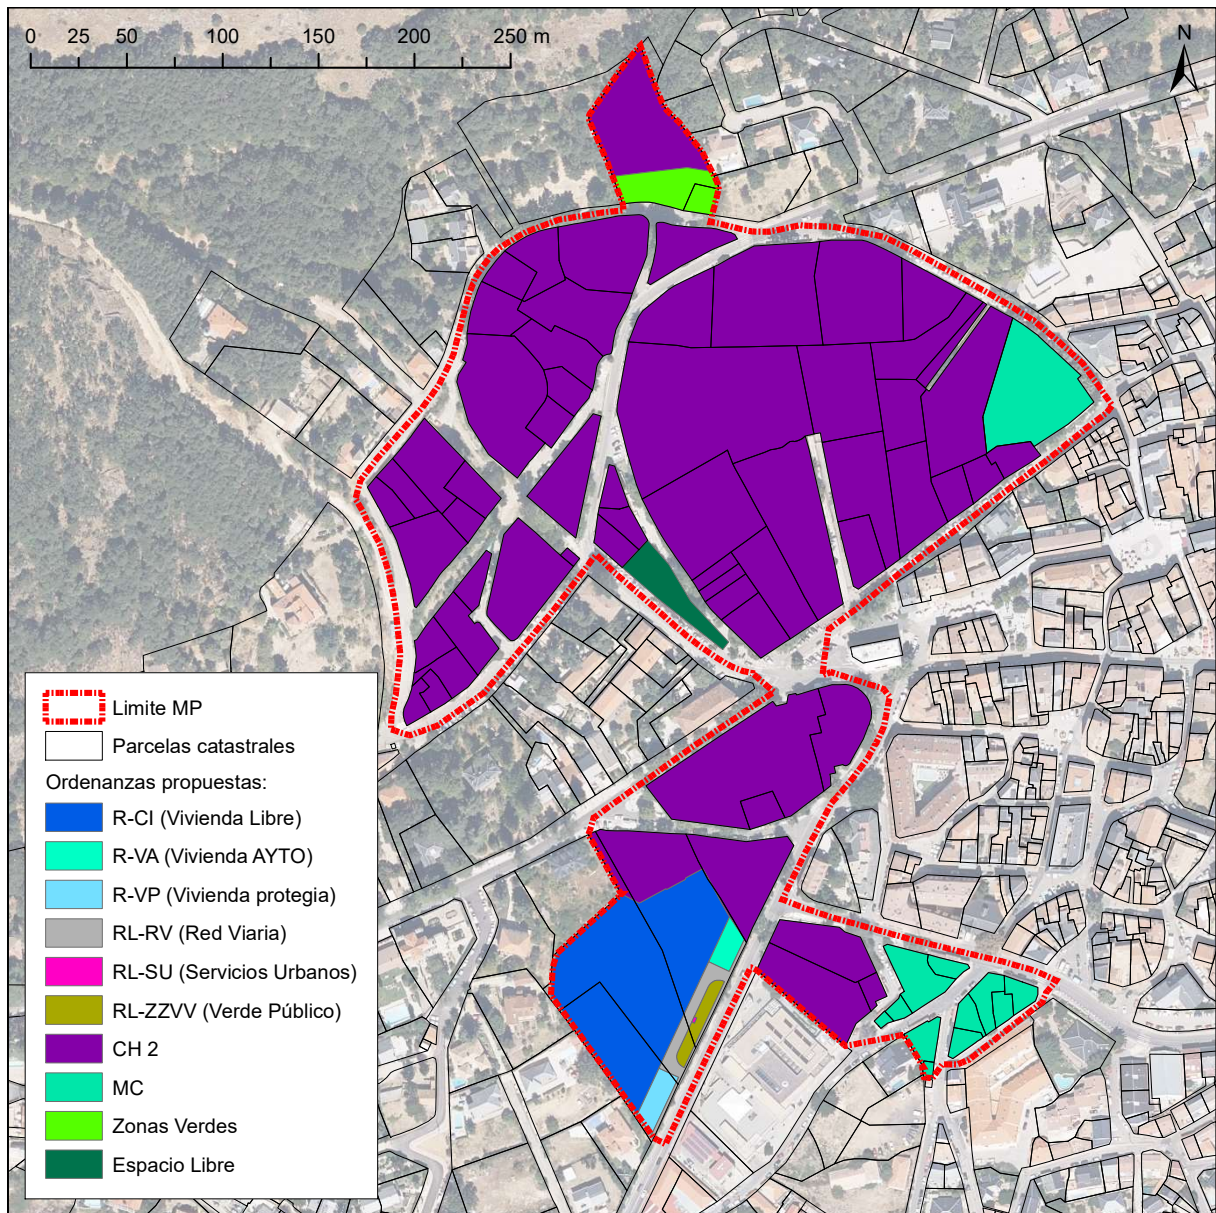 0 25 50 100 150 200 250 m
N
Limite MP
Parcelas catastrales
Ordenanzas propuestas:
R-CI (Vivienda Libre)
R-VA (Vivienda AYTO)
R-VP (Vivienda protegia)
RL-RV (Red Viaria)
RL-SU (Servicios Urbanos)
RL-ZZVV (Verde Público)
CH 2
MC
Zonas Verdes
Espacio Libre